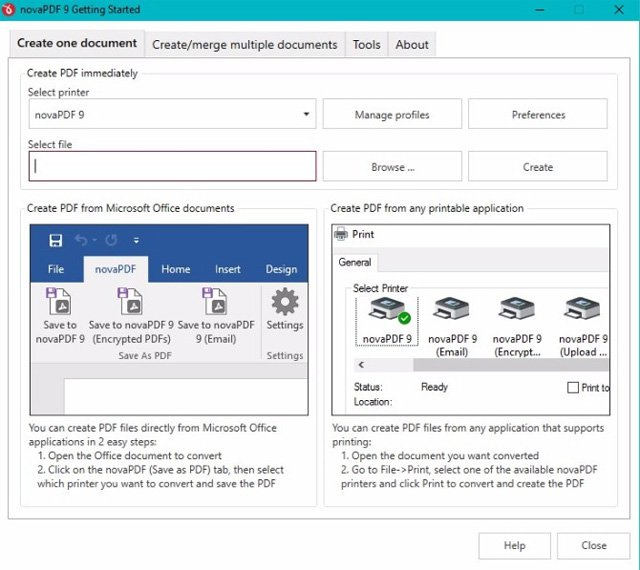 novaPDF 9 Getting Started
Create one document
Create/merge multiple documents
Tools
About
Create PDF immediately
Select printer
novaPDF 9
Manage profiles
Preferences
Select file
Browse ...
Create
Create PDF from Microsoft Office documents
File
novaPDF
Home
Insert
Design
Save to
novaPDF 9
Save to novaPDF 9
(Encrypted PDFs)
Save to novaPDF
9 (Email)
Settings
Save As PDF
Settings
You can create PDF files directly from Microsoft Office
applications in 2 easy steps:
1. Open the Office document to convert
2. Click on the novaPDF (Save as PDF) tab, then select
which printer you want to convert and save the PDF
Create PDF from any printable application
Print
General
Select Printer
novaPDF 9
novaPDF 9
(Email)
novaPDF 9
(Encrypt...
novaPDF 9
(Upload ...
Status:
Ready
Print to
Location:
You can create PDF files from any application that supports
printing:
1. Open the document you want converted
2. Go to File->Print, select one of the available novaPDF
printers and click Print to convert and create the PDF
Help
Close